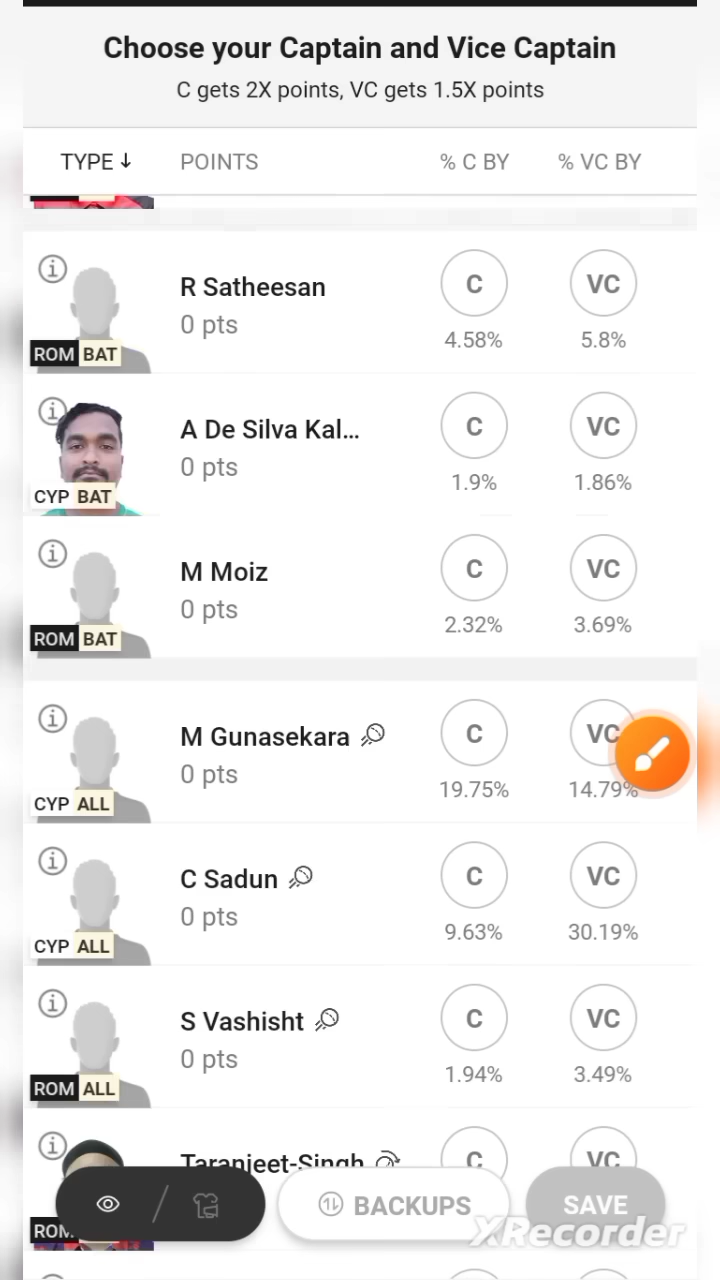 Choose your Captain and Vice Captain
C gets 2X points, VC gets 1.5X points
TYPE↓ POINTS % C BY % VC BY
R Satheesan
0 pts
C VC
4.58% 5.8%
ROM BAT
A De Silva Kal...
0 pts
C VC
1.9% 1.86%
CYP BAT
M Moiz
0 pts
C VC
2.32% 3.69%
ROM BAT
M Gunasekara
0 pts
C VC
19.75% 14.79%
CYP ALL
C Sadun
0 pts
C VC
9.63% 30.19%
CYP ALL
S Vashisht
0 pts
C VC
1.94% 3.49%
ROM ALL
Taranjeet-Singh
C VC
ROM
BACKUPS
SAVE
XRecorder